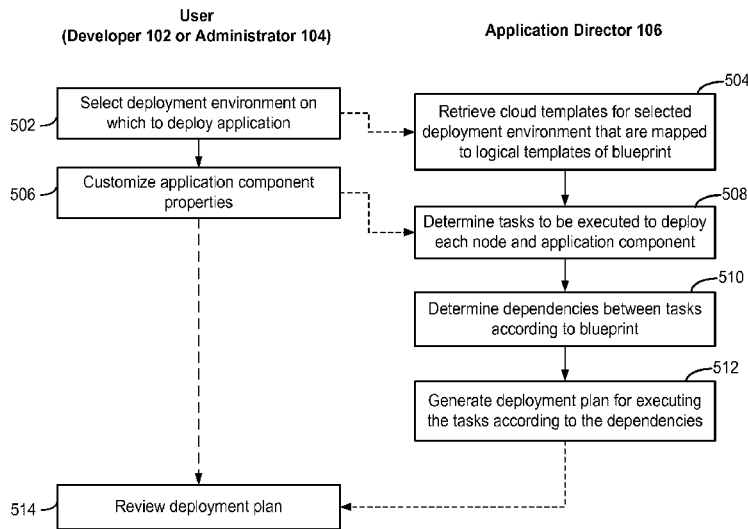 User
(Developer 102 or Administrator 104)
Application Director 106
502
Select deployment environment on
which to deploy application
504
Retrieve cloud templates for selected
deployment environment that are mapped
to logical templates of blueprint
506
Customize application component
properties
508
Determine tasks to be executed to deploy
each node and application component
510
Determine dependencies between tasks
according to blueprint
512
Generate deployment plan for executing
the tasks according to the dependencies
514
Review deployment plan